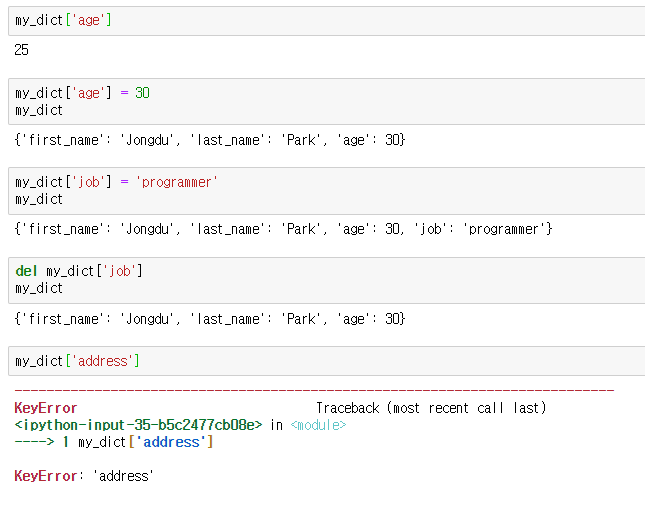 my_dict['age']
25
my_dict['age'] = 30
my_dict
{'first_name': 'Jongdu', 'last_name': 'Park', 'age': 30}
my_dict['job'] = 'programmer'
my_dict
{'first_name': 'Jongdu', 'last_name': 'Park', 'age': 30, 'job': 'programmer'}
del my_dict['job']
my_dict
{'first_name': 'Jongdu', 'last_name': 'Park', 'age': 30}
my_dict['address']
---------------------------------------------------------------------------
KeyError                                  Traceback (most recent call last)
<ipython-input-35-b5c2477cb08e> in <module>
----> 1 my_dict['address']
KeyError: 'address'